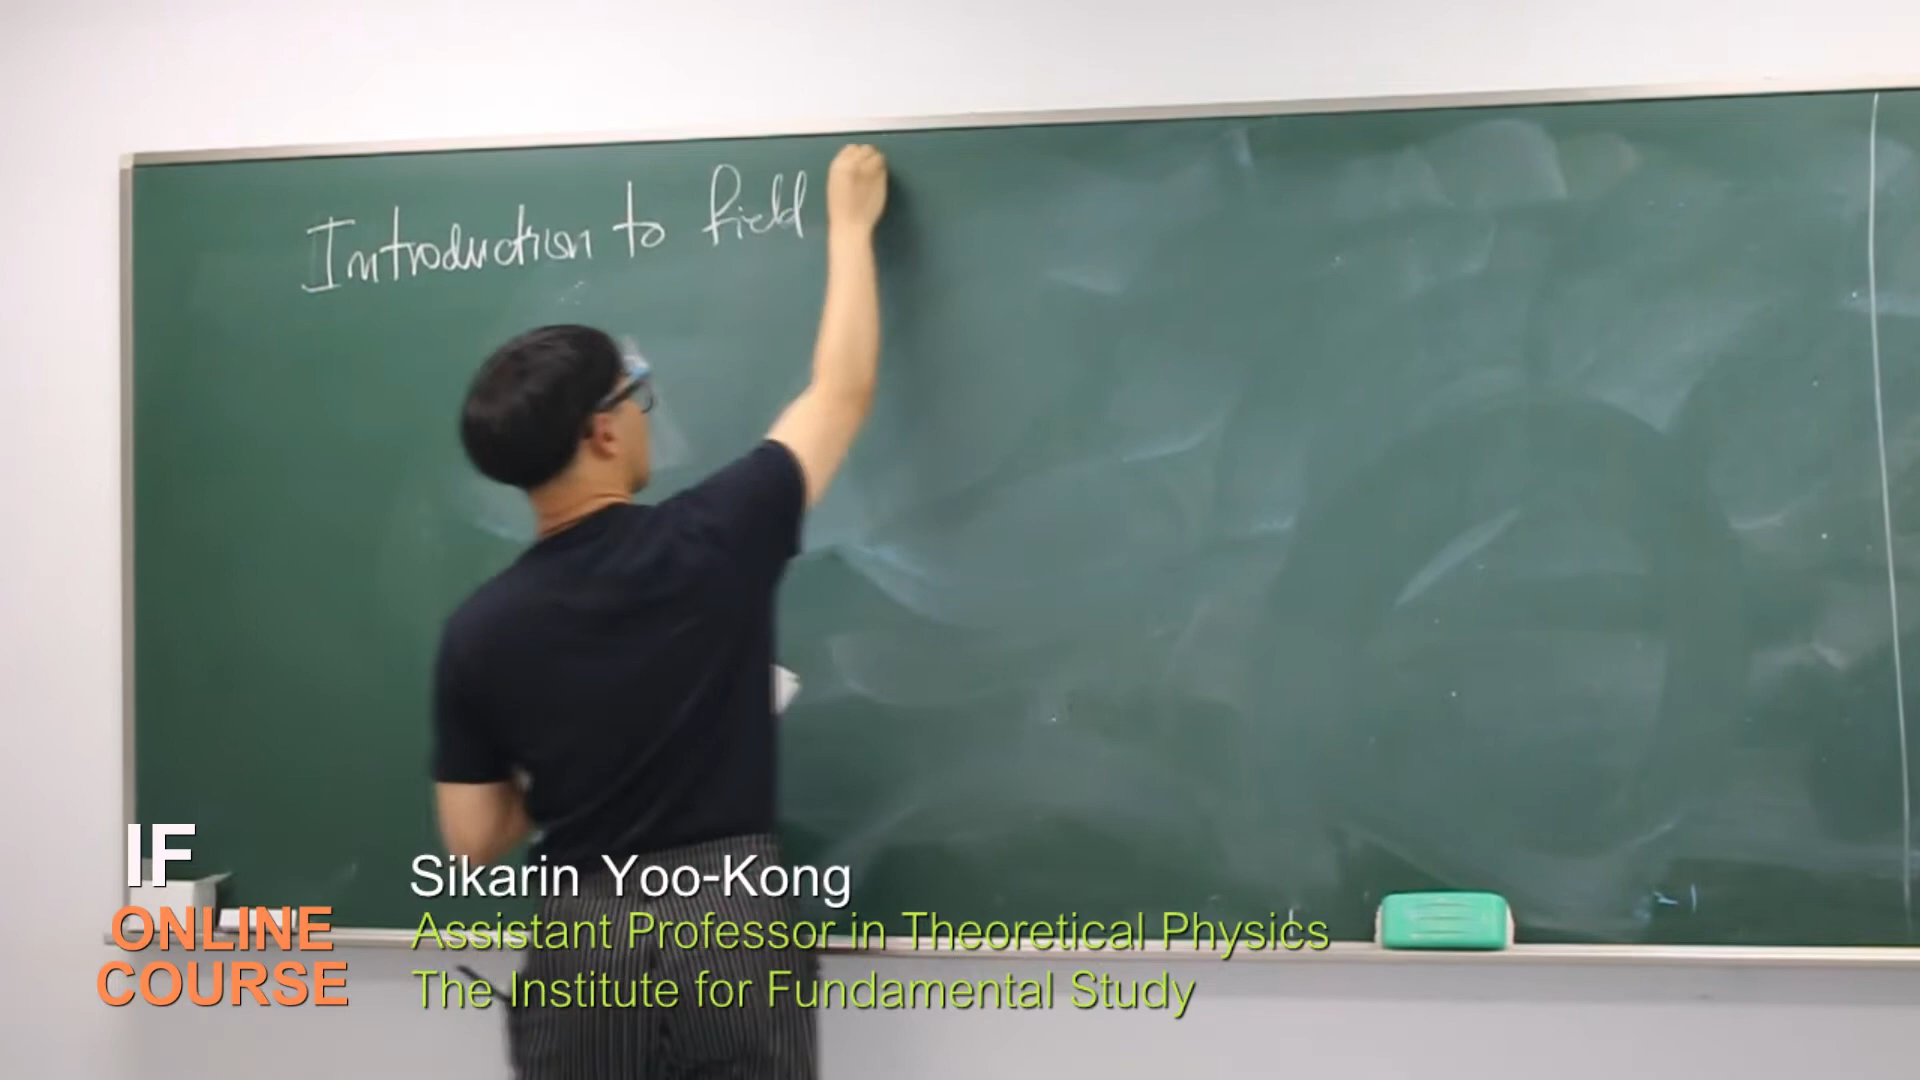 Introduction to field
IF
ONLINE
COURSE
Sikarin Yoo-Kong
Assistant Professor in Theoretical Physics
The Institute for Fundamental Study